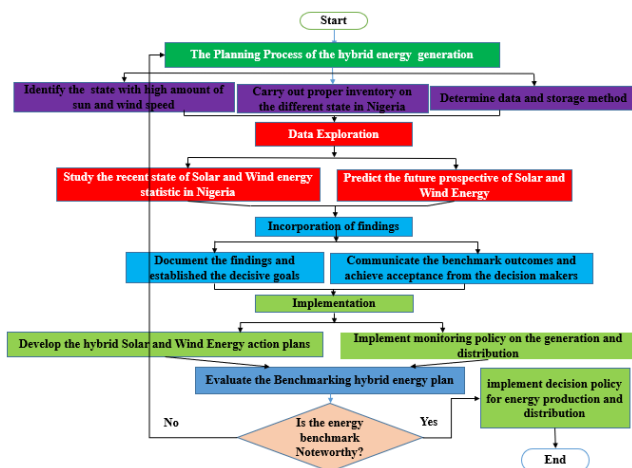 Start
The Planning Process of the hybrid energy generation
Identify the state with high amount of
sun and wind speed
Carry out proper inventory on
the different state in Nigeria
Determine data and storage method
Data Exploration
Study the recent state of Solar and Wind energy
statistic in Nigeria
Predict the future prospective of Solar and
Wind Energy
Incorporation of findings
Document the findings and
established the decisive goals
Communicate the benchmark outcomes and
achieve acceptance from the decision makers
Implementation
Develop the hybrid Solar and Wind Energy action plans
Implement monitoring policy on the generation and
distribution
Evaluate the Benchmarking hybrid energy plan
implement decision policy
for energy production and
distribution
No
Is the energy
benchmark
Noteworthy?
Yes
End